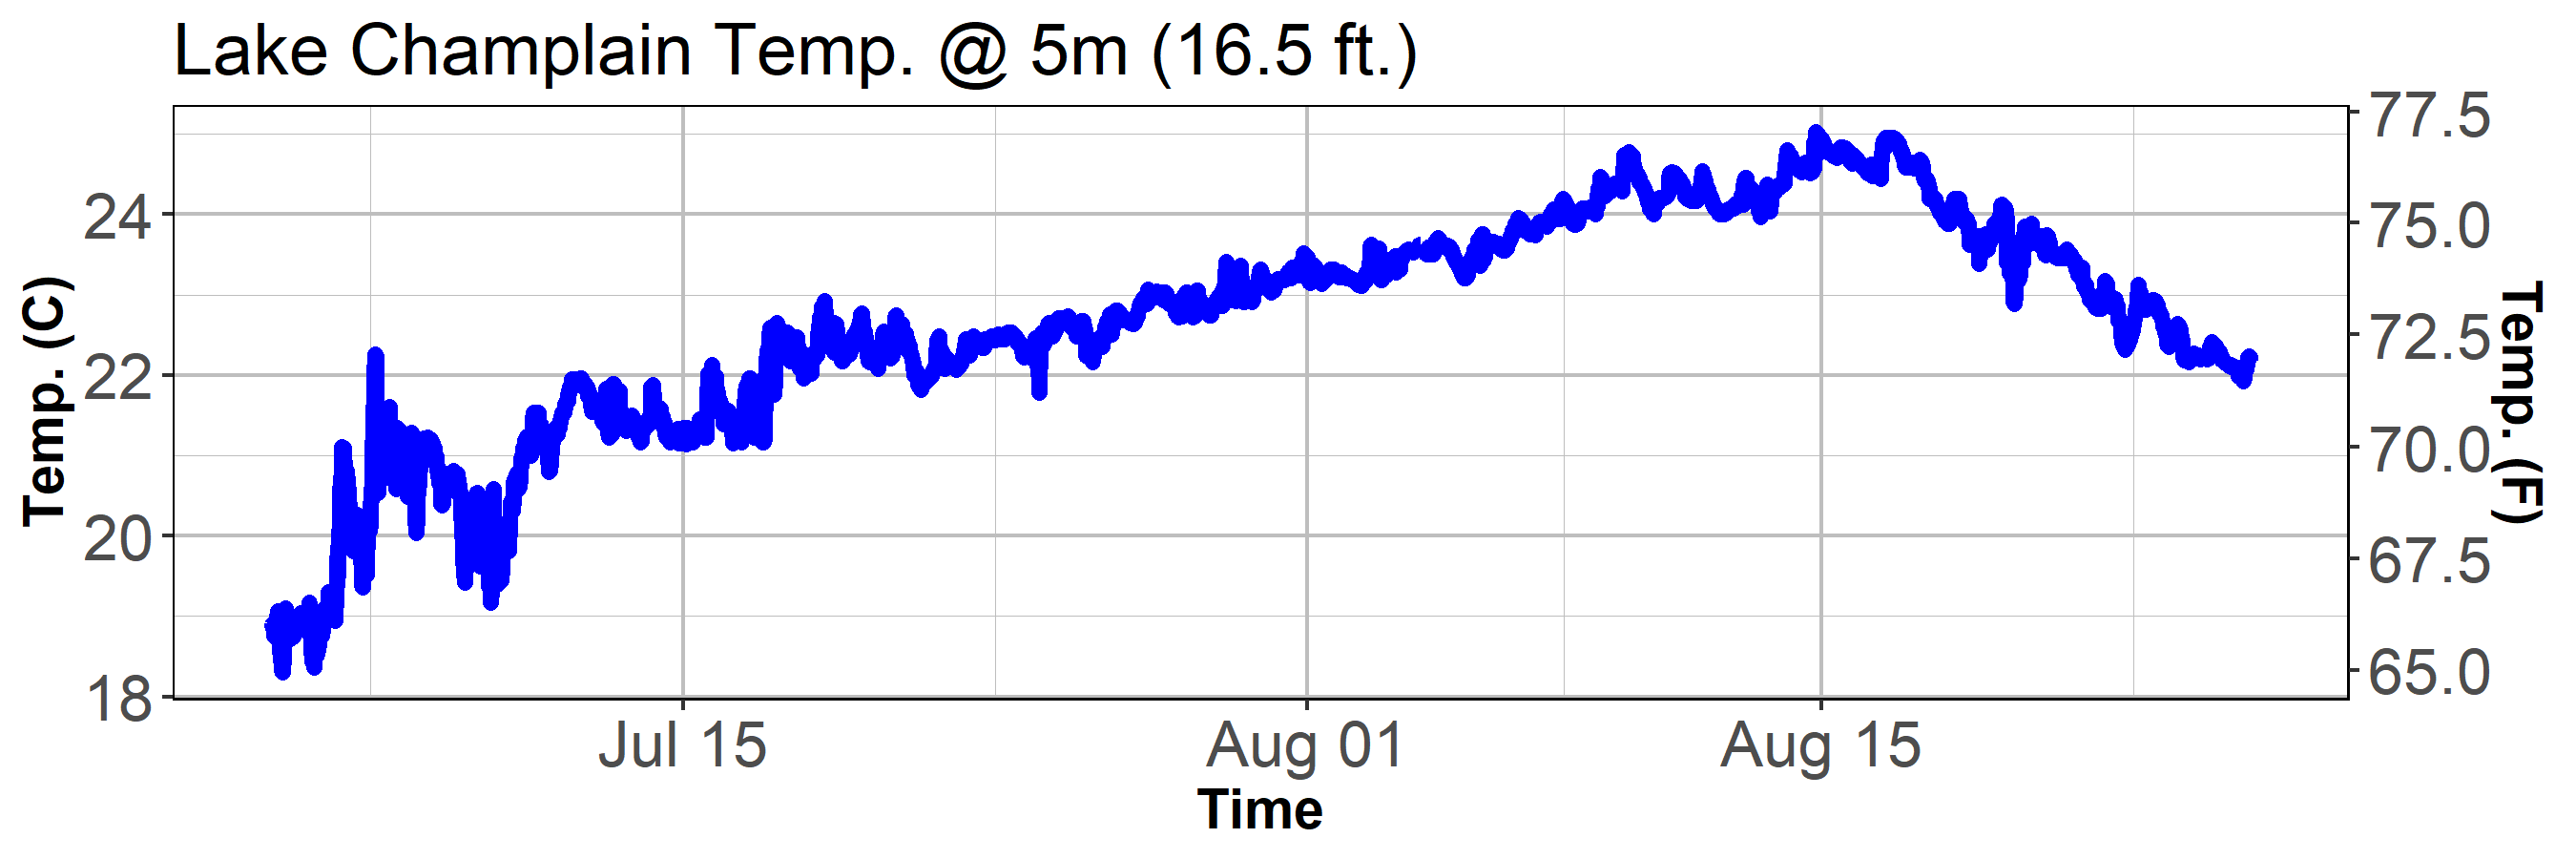 Lake Champlain Temp. @ 5m (16.5 ft.)
Temp. (C)
24
22
20
18
77.5
75.0
72.5
70.0
67.5
65.0
Temp. (F)
Jul 15 Aug 01 Aug 15
Time